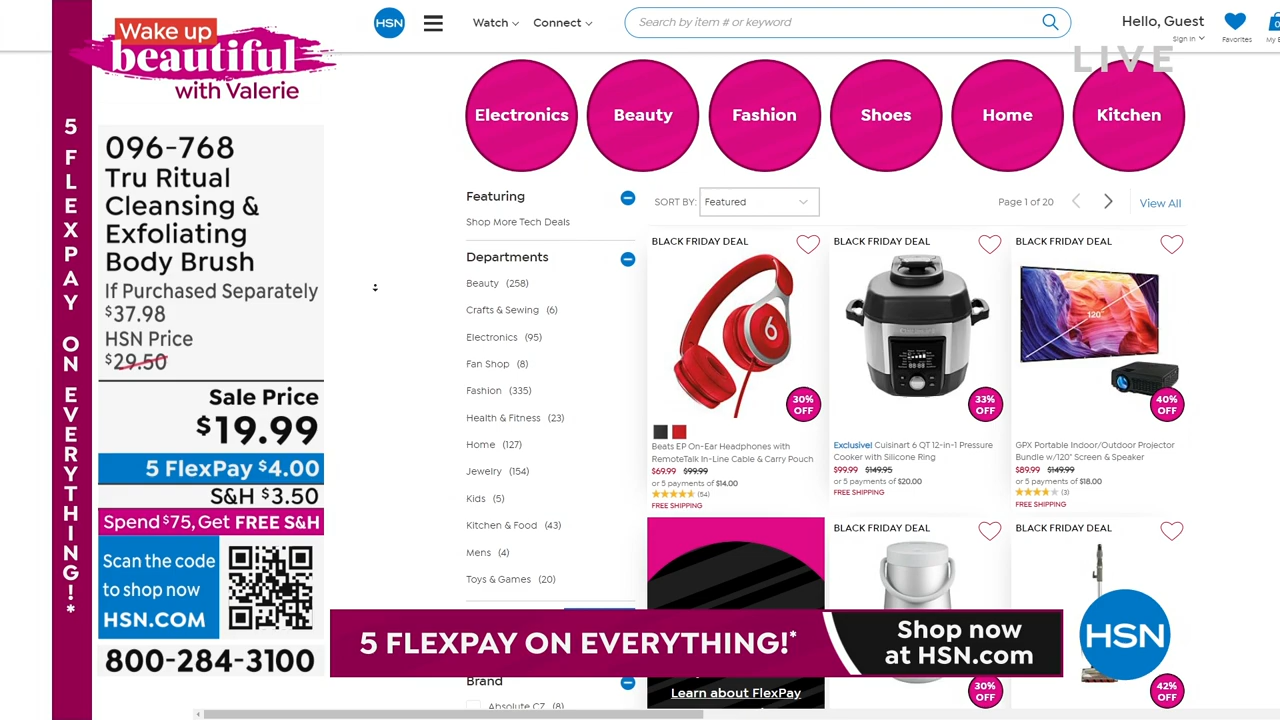 Wake up
beautiful
with Valerie
5 FLEXPAY ON EVERYTHING!*
096-768
Tru Ritual
Cleansing &
Exfoliating
Body Brush
If Purchased Separately
$37.98
HSN Price
$29.50
Sale Price
$19.99
5 FlexPay $4.00
S&H $3.50
Spend $75, Get FREE S&H
Scan the code
to shop now
HSN.COM
800-284-3100
HSN
Watch
Connect
Search by item # or keyword
Hello, Guest
Sign In
Favorites
0
My B
LIVE
Electronics
Beauty
Fashion
Shoes
Home
Kitchen
Featuring
Shop More Tech Deals
Departments
Beauty (258)
Crafts & Sewing (6)
Electronics (95)
Fan Shop (8)
Fashion (335)
Health & Fitness (23)
Home (127)
Jewelry (154)
Kids (5)
Kitchen & Food (43)
Mens (4)
Toys & Games (20)
Brand
Absolute CZ (8)
SORT BY: Featured
Page 1 of 20
View All
BLACK FRIDAY DEAL
6
30%
OFF
Beats EP On-Ear Headphones with
RemoteTalk In-Line Cable & Carry Pouch
$69.99 $99.99
or 5 payments of $14.00
(54)
FREE SHIPPING
BLACK FRIDAY DEAL
33%
OFF
Exclusive! Cuisinart 6 QT 12-in-1 Pressure
Cooker with Silicone Ring
$99.99 $149.95
or 5 payments of $20.00
FREE SHIPPING
BLACK FRIDAY DEAL
120"
40%
OFF
GPX Portable Indoor/Outdoor Projector
Bundle w/120" Screen & Speaker
$89.99 $149.99
or 5 payments of $18.00
(3)
FREE SHIPPING
BLACK FRIDAY DEAL
30%
OFF
BLACK FRIDAY DEAL
42%
OFF
5 FLEXPAY ON EVERYTHING!*
Shop now
at HSN.com
HSN
Learn about FlexPay